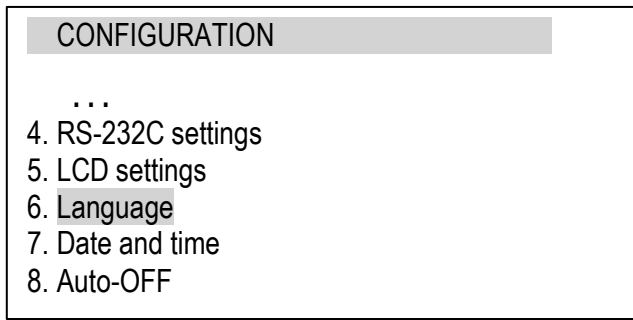 CONFIGURATION
...
4. RS-232C settings
5. LCD settings
6. Language
7. Date and time
8. Auto-OFF